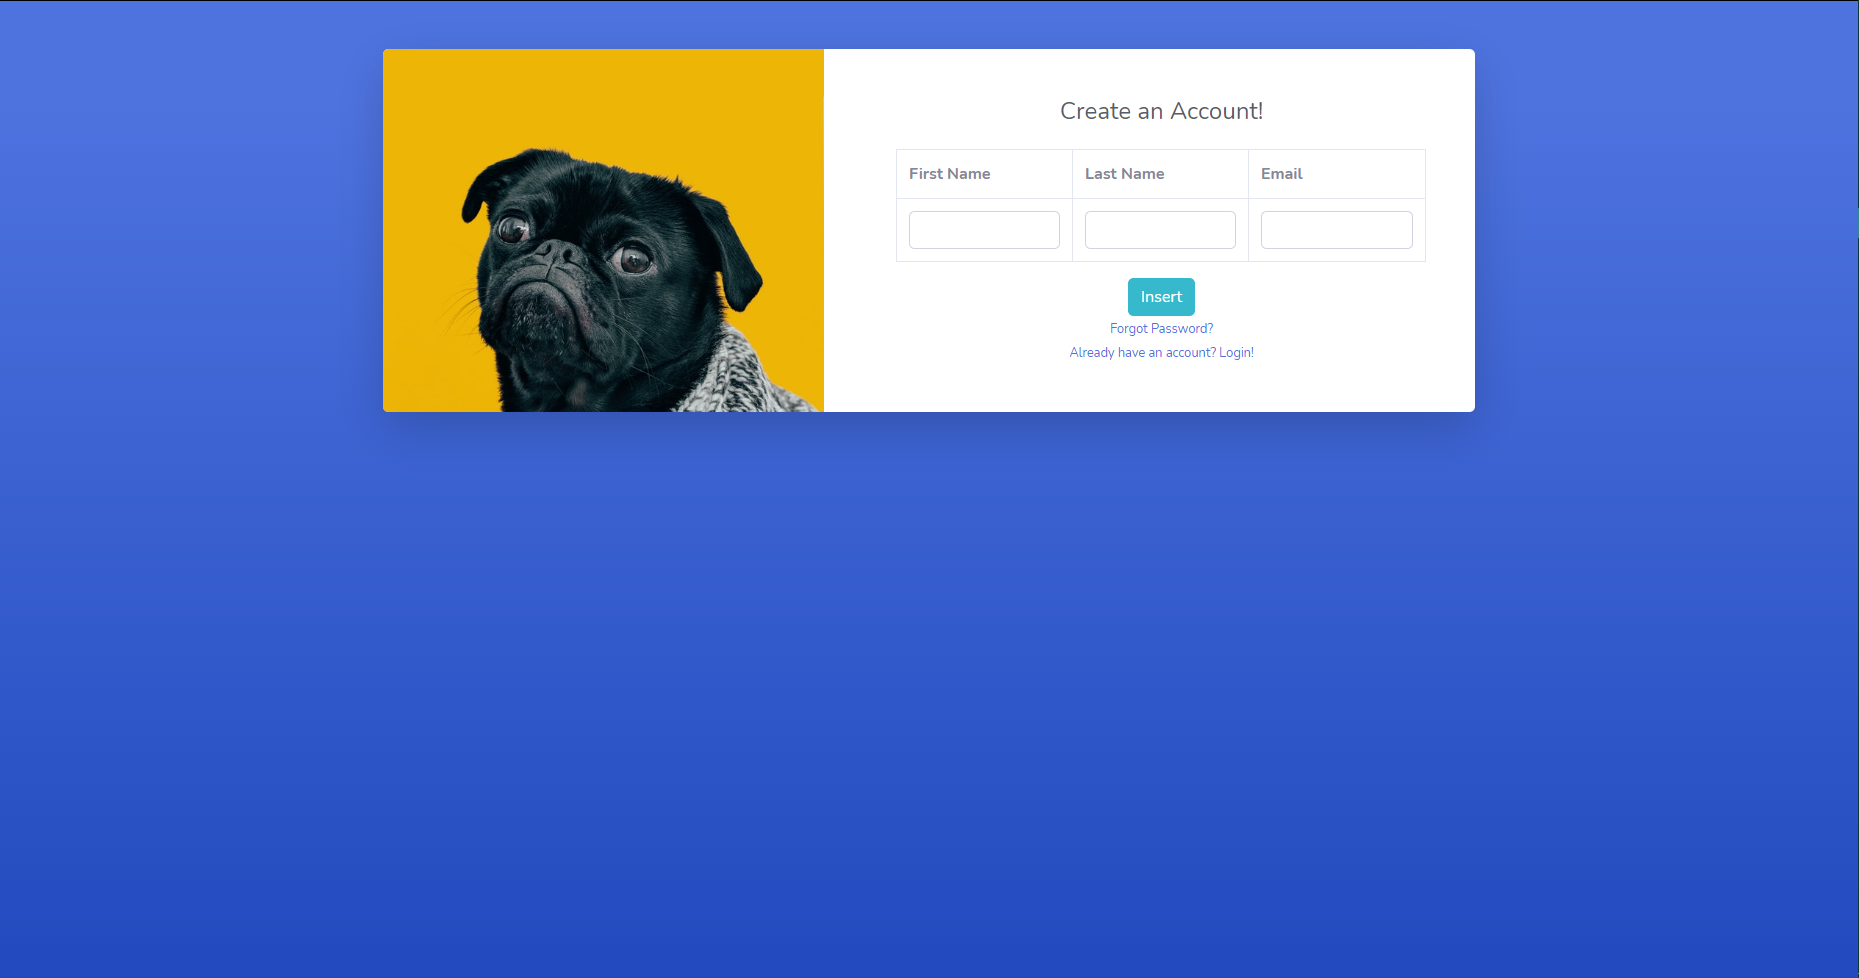 Create an Account!
First Name Last Name Email
Insert
Forgot Password?
Already have an account? Login!